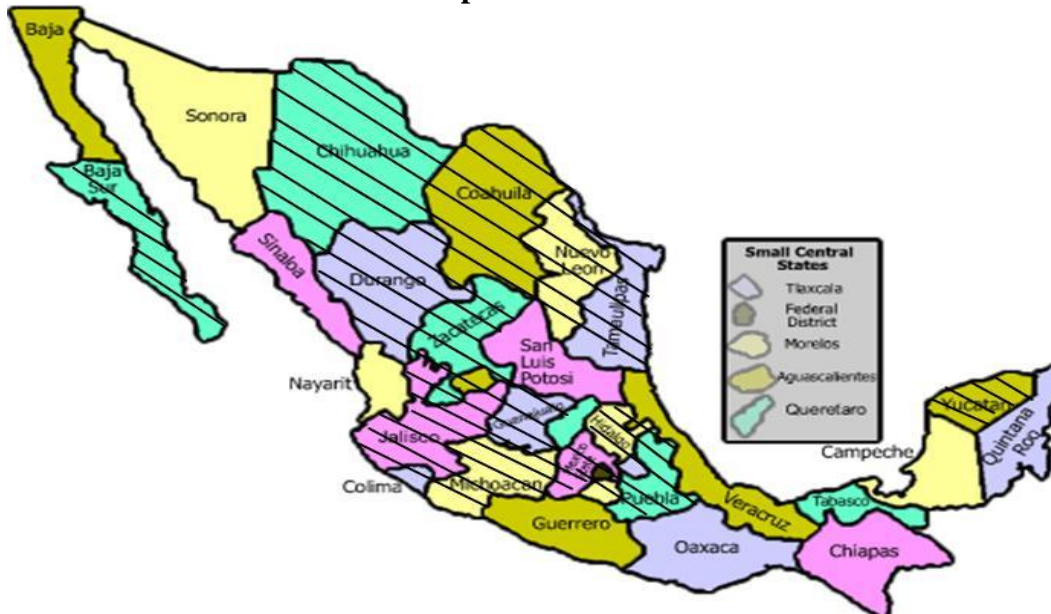 Baja
Sonora
Chihuahua
Baja
Sur
Coahuila
Sinaloa
Durango
Nuevo
Leon
Tamaulipas
Zacatecas
San
Luis
Potosi
Nayarit
Small Central
States
Tlaxcala
Federal
District
Morelos
Aguascalientes
Queretaro
Jalisco
Guanajuato
Hidalgo
Yucatan
Quintana
Roo
Campeche
Colima
Michoacan
Mexico
Puebla
Veracruz
Tabasco
Guerrero
Oaxaca
Chiapas